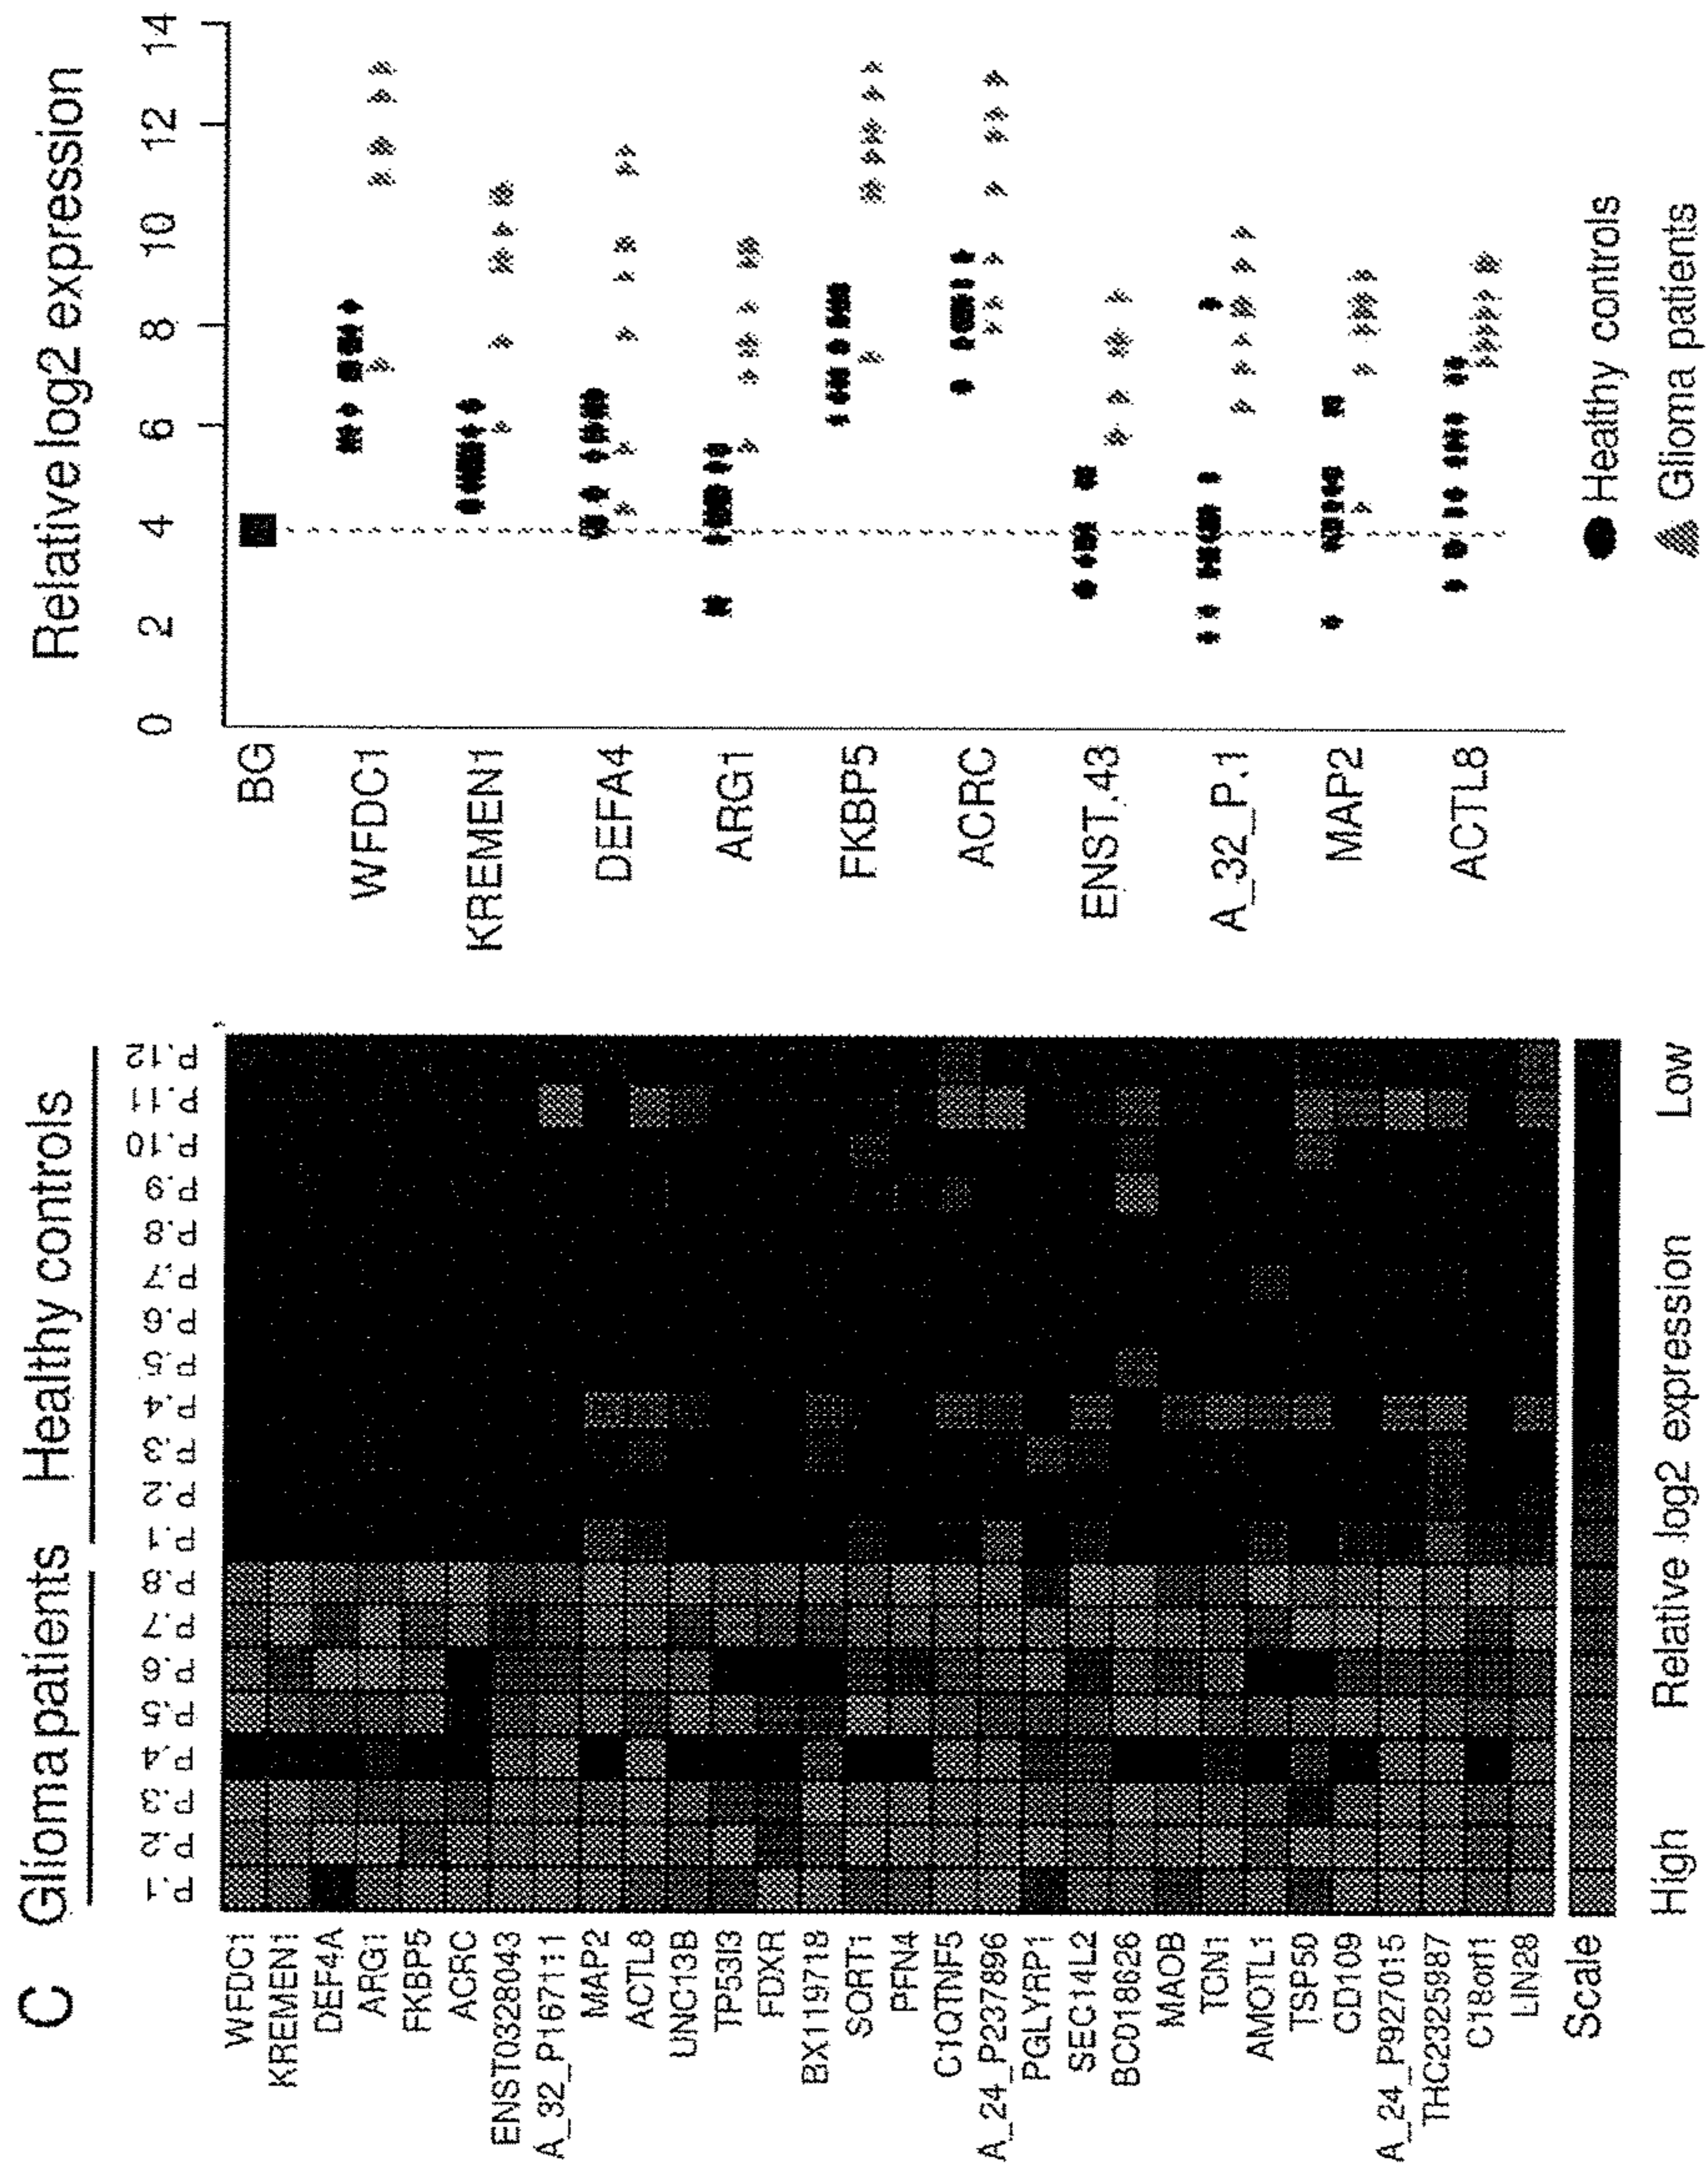 C Glioma patients Healthy controls
P.1 P.2 P.3 P.4 P.5 P.6 P.7 P.8 P.1 P.2 P.3 P.4 P.5 P.6 P.7 P.8 P.9 P.10 P.11 P.12
WFDC1
KREMEN1
DEF4A
ARG1
FKBP5
ACRC
ENST0328043
A_32_P167111
MAP2
ACTL8
UNC13B
TP53I3
FDXR
BX119718
SORT1
PFN4
C1QTNF5
A_24_P237896
PGLYRP1
SEC14L2
BC018626
MAOB
TCN1
AMOTL1
TSP50
CD109
A_24_P927015
THC2325987
C18orf1
LIN28
Scale
High Relative log2 expression Low
Relative log2 expression
0 2 4 6 8 10 12 14
BG
WFDC1
KREMEN1
DEFA4
ARG1
FKBP5
ACRC
ENST.43
A_32_P.1
MAP2
ACTL8
Healthy controls
Glioma patients